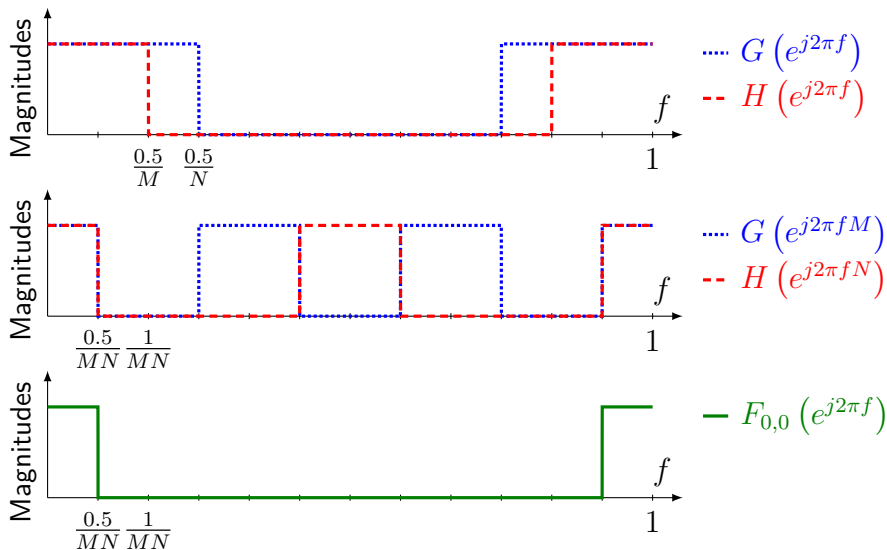 Magnitudes
f
0.5/M 0.5/N 1
G (e^{j2πf})
H (e^{j2πf})
Magnitudes
f
0.5/MN 1/MN 1
G (e^{j2πfM})
H (e^{j2πfN})
Magnitudes
f
0.5/MN 1/MN 1
F_{0,0} (e^{j2πf})